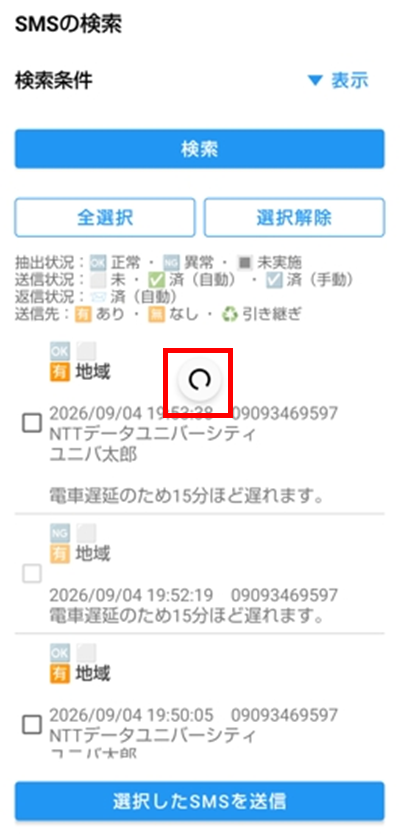 SMSの検索
検索条件 ▼ 表示
検索
全選択 選択解除
抽出状況：🆗 正常 ・ 🆖 異常 ・ 🔳 未実施
送信状況：⬜ 未 ・ ✅ 済（自動）・ ☑️ 済（手動）
返信状況：📨 済（自動）
送信先：🈶 あり ・ 🈚 なし ・ ♻️ 引き継ぎ
🆗 ⬜
🈶 地域
2026/09/04 19:53:38 09093469597
NTTデータユニバーシティ
ユニバ太郎
電車遅延のため15分ほど遅れます。
🆖 ⬜
🈶 地域
2026/09/04 19:52:19 09093469597
電車遅延のため15分ほど遅れます。
🆗 ⬜
🈶 地域
2026/09/04 19:50:05 09093469597
NTTデータユニバーシティ
ユニバ太郎
選択したSMSを送信